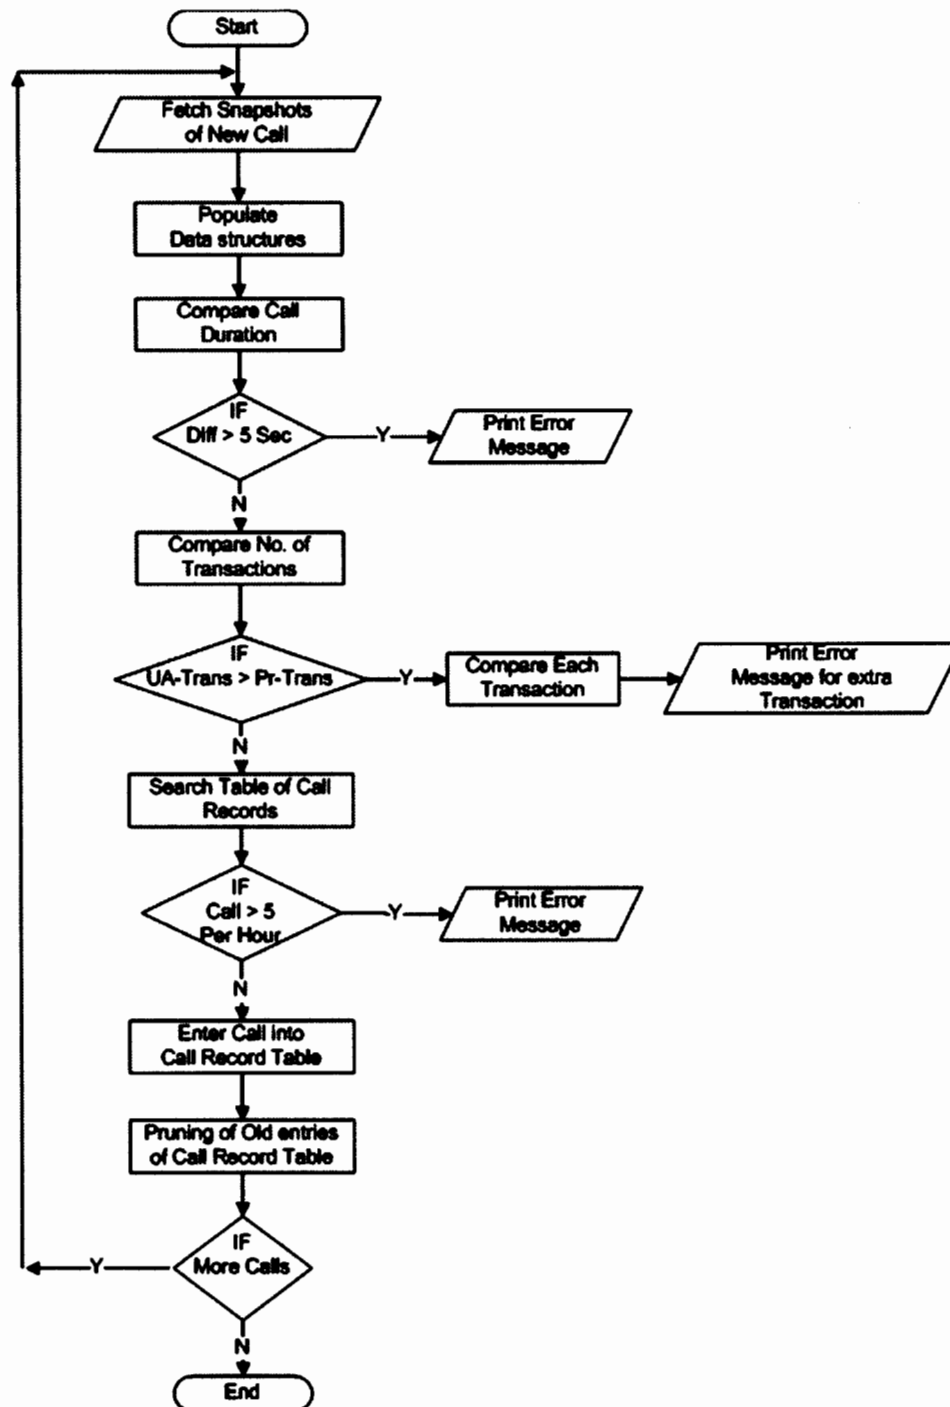 Start
Fetch Snapshots
of New Call
Populate
Data structures
Compare Call
Duration
IF
Diff > 5 Sec
Y
Print Error
Message
N
Compare No. of
Transactions
IF
UA-Trans > Pr-Trans
Y
Compare Each
Transaction
Print Error
Message for extra
Transaction
N
Search Table of Call
Records
IF
Call > 5
Per Hour
Y
Print Error
Message
N
Enter Call into
Call Record Table
Pruning of Old entries
of Call Record Table
IF
More Calls
Y
N
End